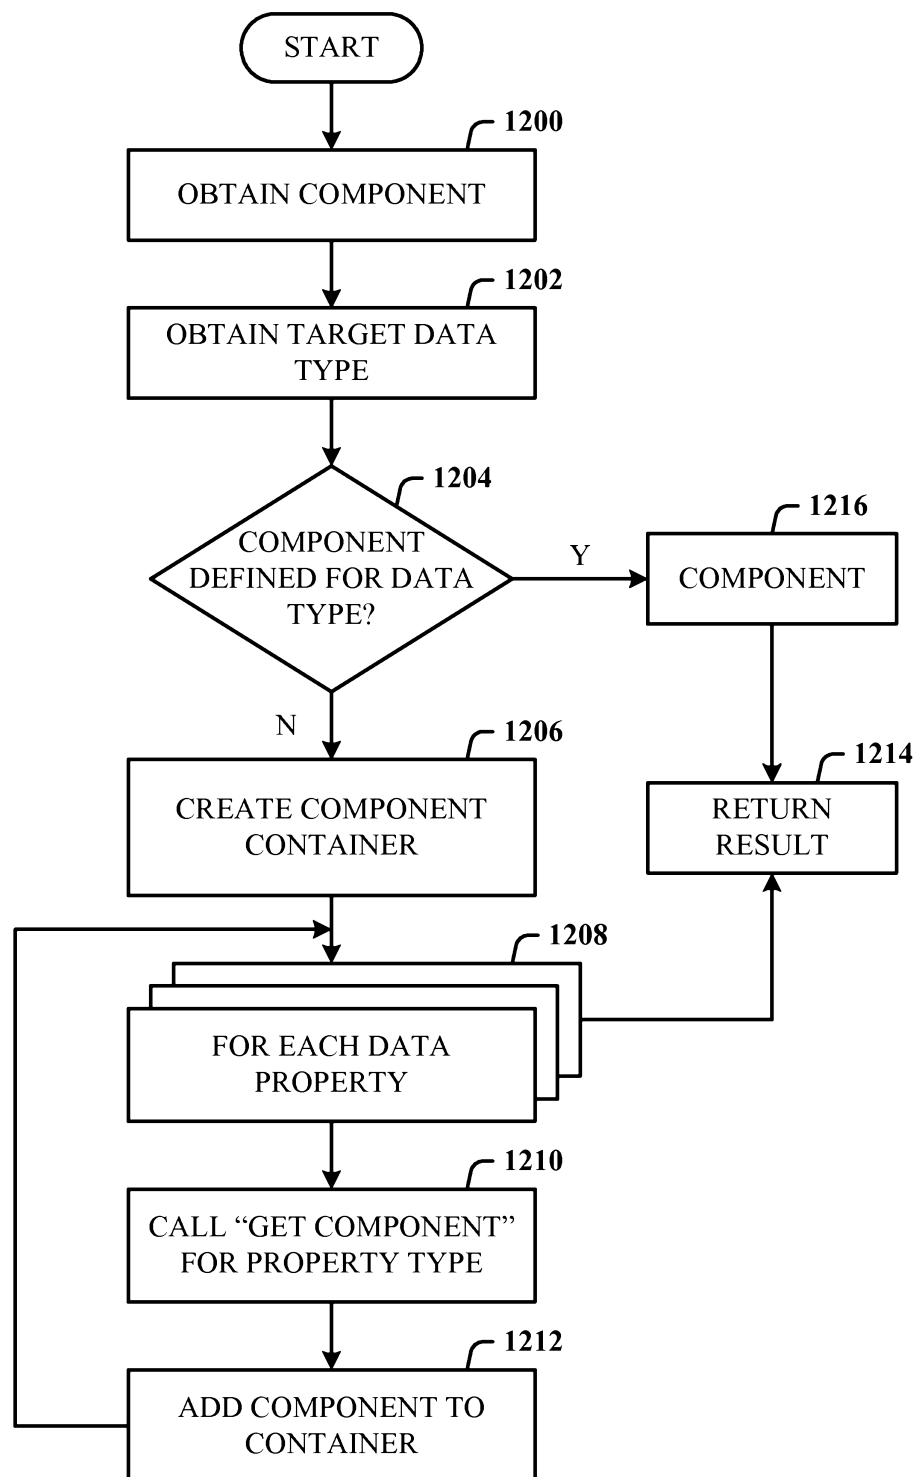 START
1200
OBTAIN COMPONENT
1202
OBTAIN TARGET DATA
TYPE
1204
COMPONENT
DEFINED FOR DATA
TYPE?
Y
1216
COMPONENT
N
1206
CREATE COMPONENT
CONTAINER
1214
RETURN
RESULT
1208
FOR EACH DATA
PROPERTY
1210
CALL “GET COMPONENT”
FOR PROPERTY TYPE
1212
ADD COMPONENT TO
CONTAINER